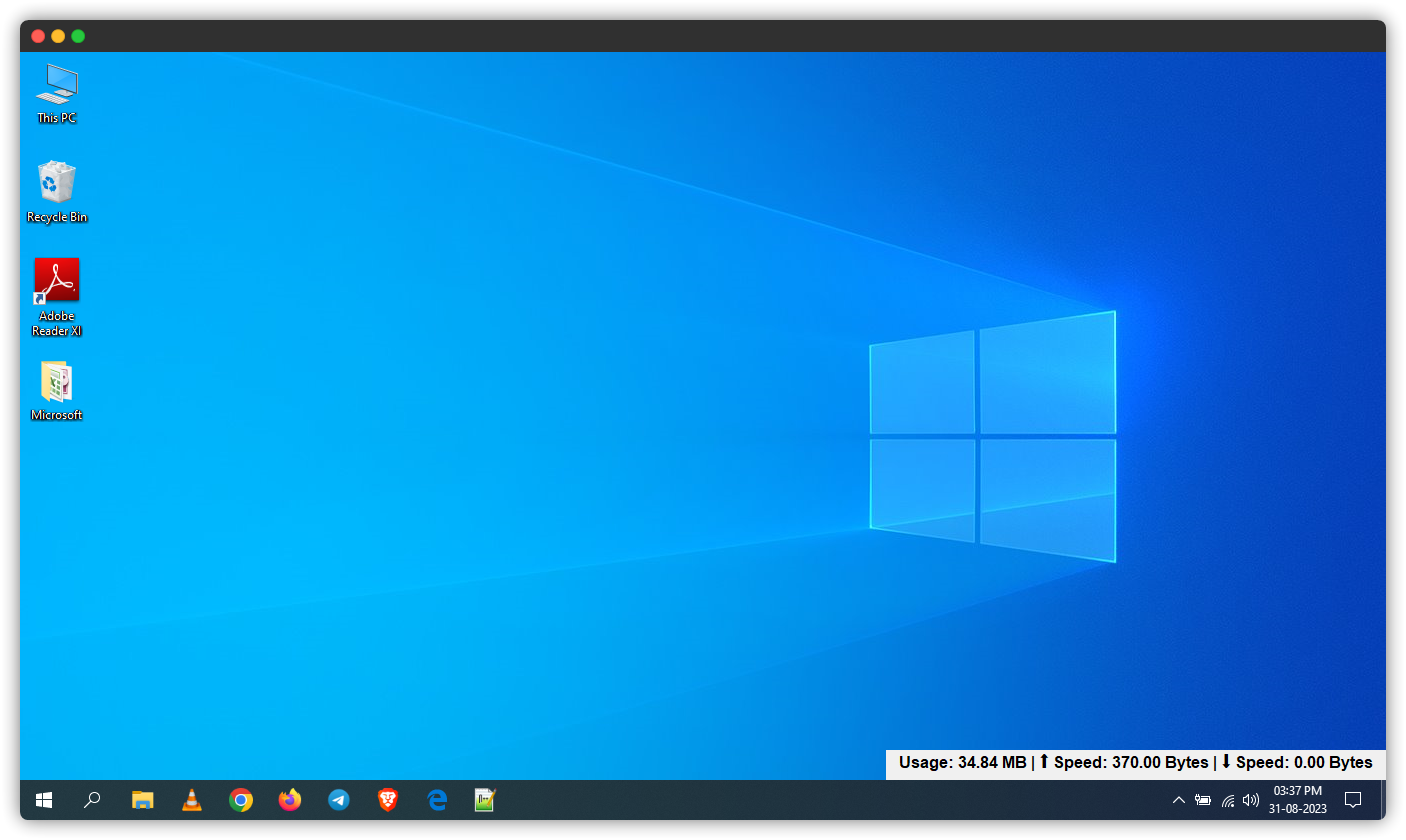 This PC
Recycle Bin
Adobe
Reader XI
Microsoft
Usage: 34.84 MB | ⬆ Speed: 370.00 Bytes | ⬇ Speed: 0.00 Bytes
03:37 PM
31-08-2023